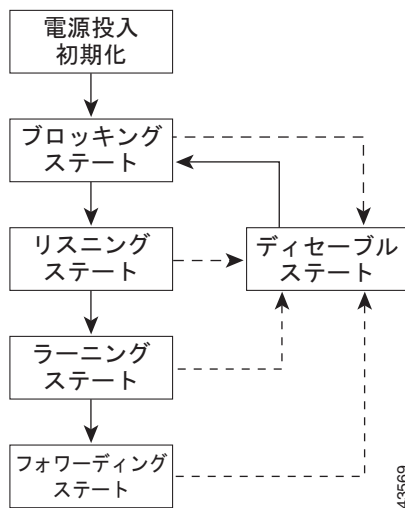 電源投入
初期化
ブロッキング
ステート
リスニング
ステート
ディセーブル
ステート
ラーニング
ステート
フォワーディング
ステート
43569